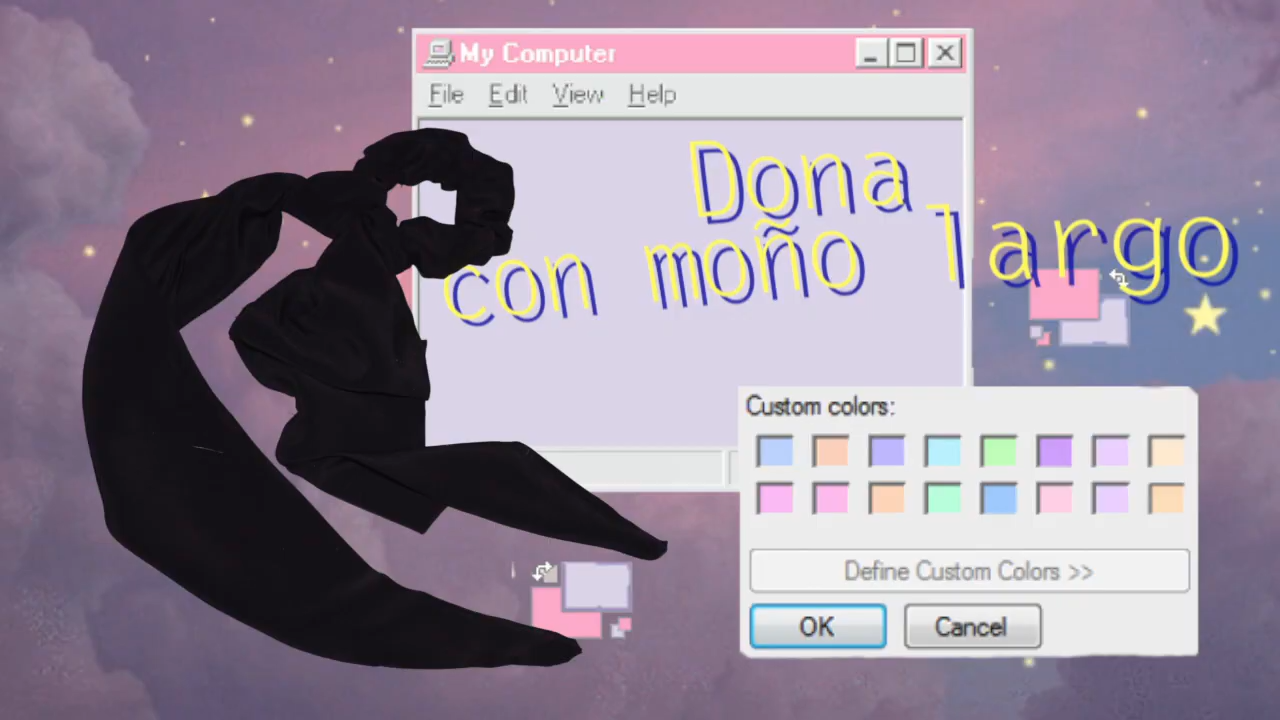 My Computer
File Edit View Help
Dona
con moño largo
Custom colors:
Define Custom Colors >>
OK Cancel